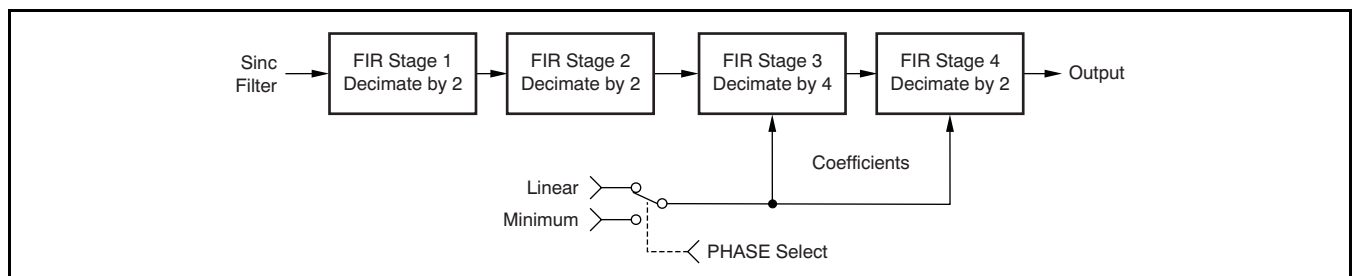 Sinc
Filter
FIR Stage 1
Decimate by 2
FIR Stage 2
Decimate by 2
FIR Stage 3
Decimate by 4
FIR Stage 4
Decimate by 2
Output
Coefficients
Linear
Minimum
PHASE Select